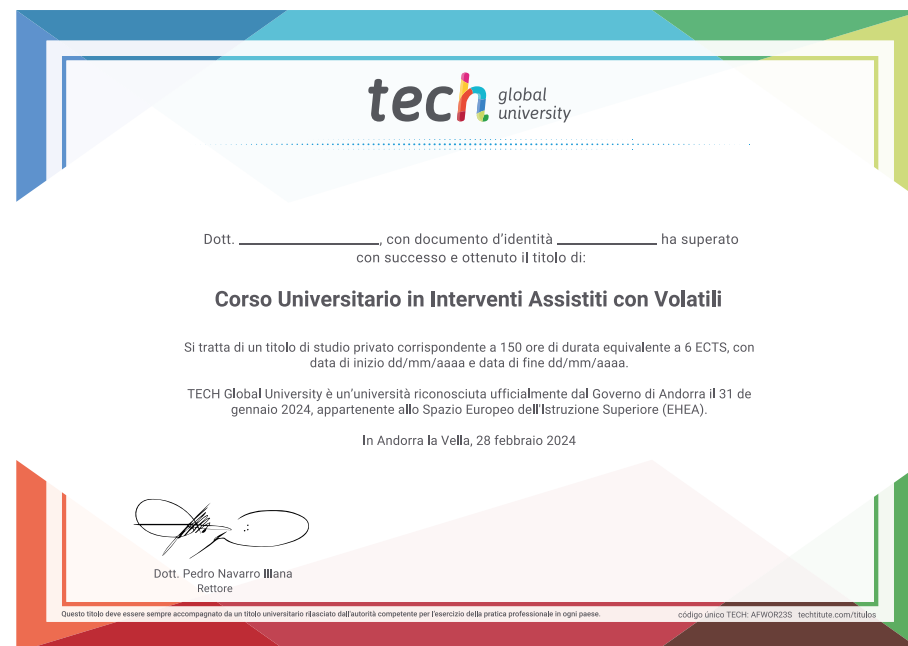 tech global university
Dott. ____________, con documento d'identità ____________ ha superato
con successo e ottenuto il titolo di:
Corso Universitario in Interventi Assistiti con Volatili
Si tratta di un titolo di studio privato corrispondente a 150 ore di durata equivalente a 6 ECTS, con
data di inizio dd/mm/aaaa e data di fine dd/mm/aaaa.
TECH Global University è un'università riconosciuta ufficialmente dal Governo di Andorra il 31 de
gennaio 2024, appartenente allo Spazio Europeo dell'Istruzione Superiore (EHEA).
In Andorra la Vella, 28 febbraio 2024
Dott. Pedro Navarro Illana
Rettore
Questo titolo deve essere sempre accompagnato da un titolo universitario rilasciato dall'autorità competente per l'esercizio della pratica professionale in ogni paese.
código único TECH: AFWOR23S techtitute.com/titulos